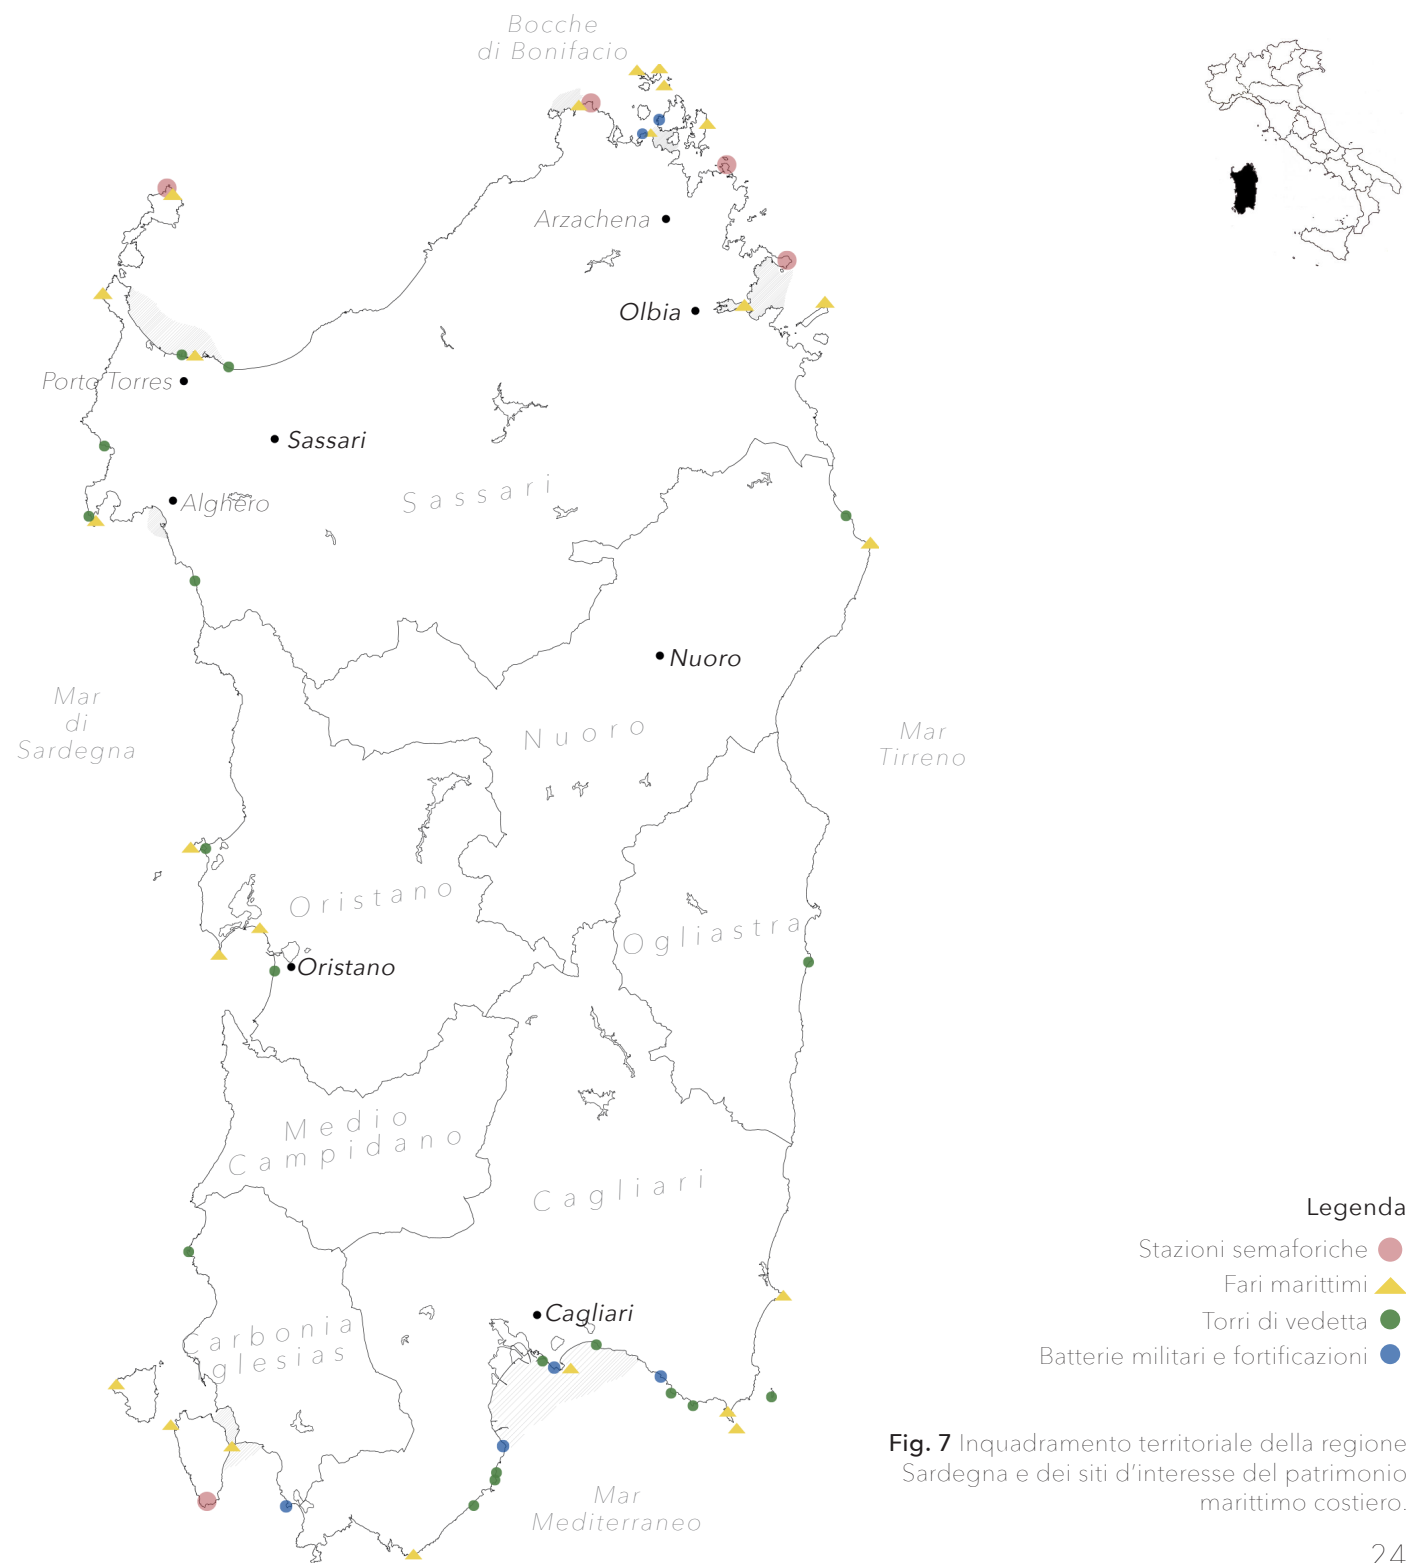 Bocche
di Bonifacio
Arzachena
Olbia
Porto Torres
Sassari
Sassari
Alghero
Nuoro
Mar
di
Sardegna
Nuoro
Mar
Tirreno
Oristano
Ogliastra
Oristano
Medio
Campidano
Cagliari
Legenda
Stazioni semaforiche
Fari marittimi
Torri di vedetta
Batterie militari e fortificazioni
Cagliari
arbonia
glesias
Fig. 7 Inquadramento territoriale della regione
Sardegna e dei siti d'interesse del patrimonio
marittimo costiero.
Mar
Mediterraneo
24